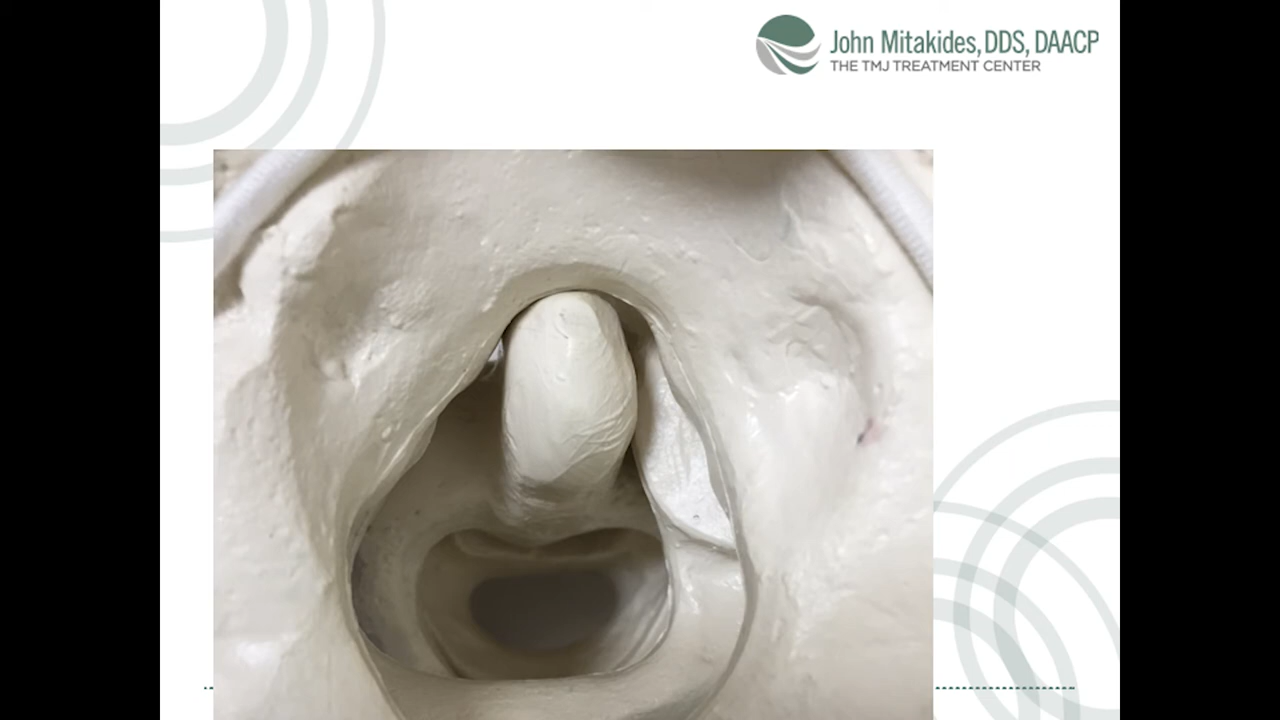 John Mitakides, DDS, DAACP
THE TMJ TREATMENT CENTER